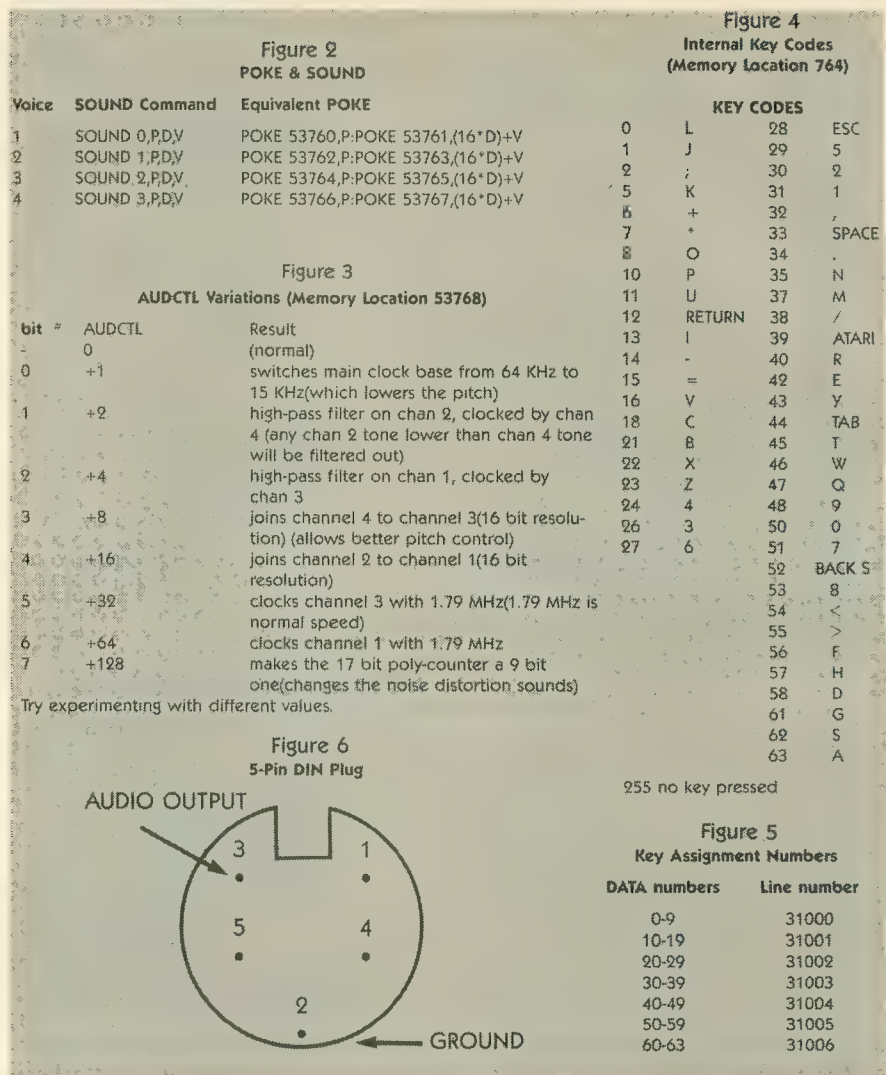 Figure 2
POKE & SOUND
Voice SOUND Command Equivalent POKE
1 SOUND 0,P,D,V POKE 53760,P:POKE 53761,(16*D)+V
2 SOUND 1,P,D,V POKE 53762,P:POKE 53763,(16*D)+V
3 SOUND 2,P,D,V POKE 53764,P:POKE 53765,(16*D)+V
4 SOUND 3,P,D,V POKE 53766,P:POKE 53767,(16*D)+V
Figure 3
AUDCTL Variations (Memory Location 53768)
bit # AUDCTL Result
- 0 (normal)
0 +1 switches main clock base from 64 KHz to
15 KHz(which lowers the pitch)
1 +2 high-pass filter on chan 2, clocked by chan
4 (any chan 2 tone lower than chan 4 tone
will be filtered out)
2 +4 high-pass filter on chan 1, clocked by
chan 3
3 +8 joins channel 4 to channel 3(16 bit resolu-
tion) (allows better pitch control)
4 +16 joins channel 2 to channel 1(16 bit
resolution)
5 +32 clocks channel 3 with 1.79 MHz(1.79 MHz is
normal speed)
6 +64 clocks channel 1 with 1.79 MHz
7 +128 makes the 17 bit poly-counter a 9 bit
one(changes the noise distortion sounds)
Try experimenting with different values.
Figure 4
Internal Key Codes
(Memory Location 764)
KEY CODES
0 L 28 ESC
1 J 29 5
2 ; 30 2
5 K 31 1
6 + 32 ,
7 * 33 SPACE
8 O 34 .
10 P 35 N
11 U 37 M
12 RETURN 38 /
13 I 39 ATARI
14 - 40 R
15 = 42 E
16 V 43 Y
18 C 44 TAB
21 B 45 T
22 X 46 W
23 Z 47 Q
24 4 48 9
26 3 50 0
27 6 51 7
52 BACK S
53 8
54 <
55 >
56 F
57 H
58 D
61 G
62 S
63 A
255 no key pressed
Figure 5
Key Assignment Numbers
DATA numbers Line number
0-9 31000
10-19 31001
20-29 31002
30-39 31003
40-49 31004
50-59 31005
60-63 31006
Figure 6
5-Pin DIN Plug
AUDIO OUTPUT
3 1
5 4
2
GROUND